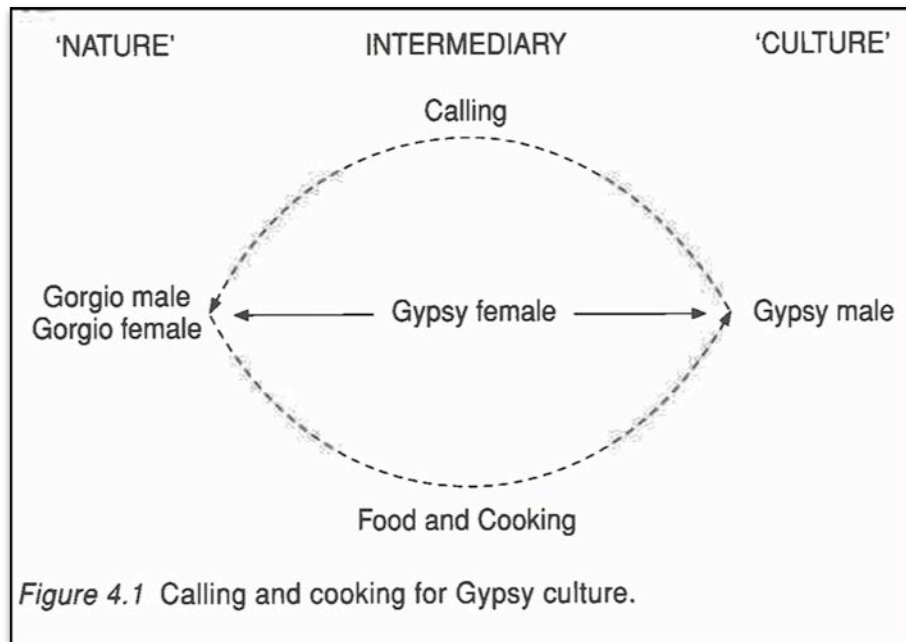 ‘NATURE’ INTERMEDIARY ‘CULTURE’
Calling
Gorgio male
Gorgio female
Gypsy female
Gypsy male
Food and Cooking
Figure 4.1 Calling and cooking for Gypsy culture.